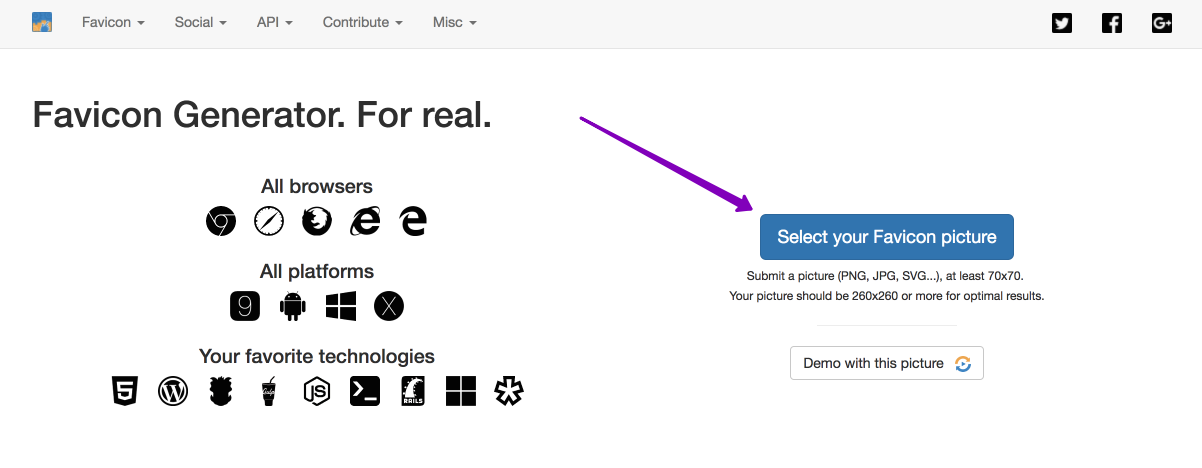 Favicon Social API Contribute Misc
Favicon Generator. For real.
All browsers
All platforms
9 X
Your favorite technologies
5 W JS RAILS
Select your Favicon picture
Submit a picture (PNG, JPG, SVG...), at least 70x70.
Your picture should be 260x260 or more for optimal results.
Demo with this picture